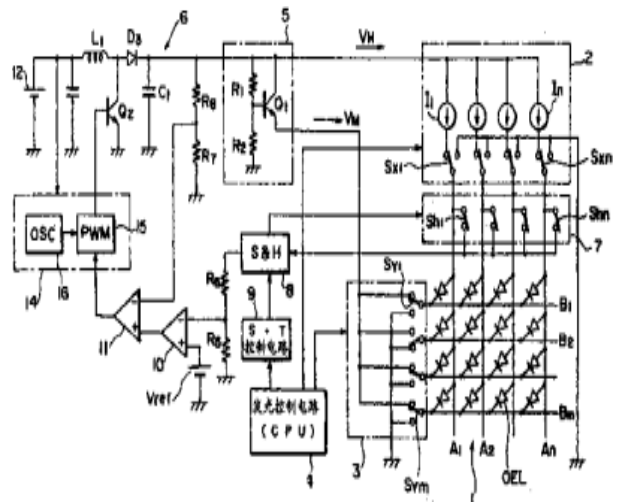 L1
D3
6
5
VH
2
12
C1
R8
R1
Q1
Q2
R7
R2
VM
I1
In
Sx1
Sxn
OSC
PWM
15
14
16
S&H
8
Sh1
Shn
7
R6
9
S・T
控制电路
11
10
R5
Vref
发光控制电路
(CPU)
4
SY1
3
SYm
B1
B2
Bm
A1
A2
An
OEL
1